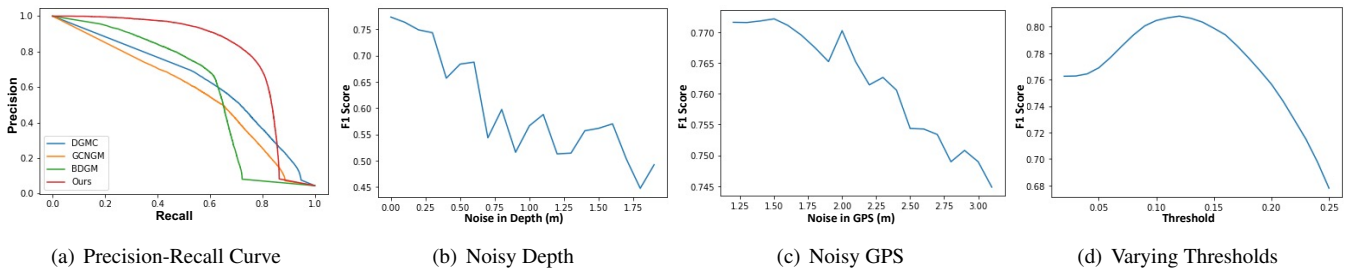 1.0
0.8
0.6
0.4
0.2
0.0
Precision
0.0 0.2 0.4 0.6 0.8 1.0
Recall
DGMC
GCNGM
BDGM
Ours
(a) Precision-Recall Curve
0.75
0.70
0.65
0.60
0.55
0.50
0.45
F1 Score
0.00 0.25 0.50 0.75 1.00 1.25 1.50 1.75
Noise in Depth (m)
(b) Noisy Depth
0.770
0.765
0.760
0.755
0.750
0.745
F1 Score
1.25 1.50 1.75 2.00 2.25 2.50 2.75 3.00
Noise in GPS (m)
(c) Noisy GPS
0.80
0.78
0.76
0.74
0.72
0.70
0.68
F1 Score
0.05 0.10 0.15 0.20 0.25
Threshold
(d) Varying Thresholds